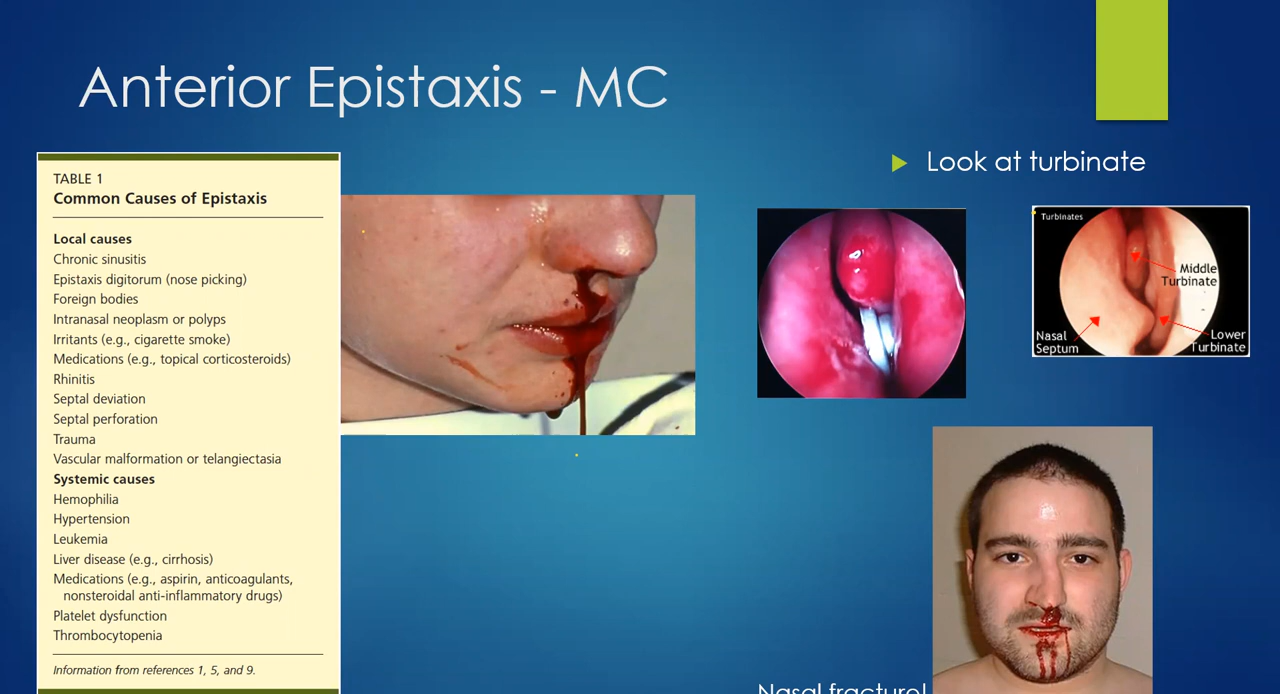 Anterior Epistaxis - MC
TABLE 1
Common Causes of Epistaxis
Local causes
Chronic sinusitis
Epistaxis digitorum (nose picking)
Foreign bodies
Intranasal neoplasm or polyps
Irritants (e.g., cigarette smoke)
Medications (e.g., topical corticosteroids)
Rhinitis
Septal deviation
Septal perforation
Trauma
Vascular malformation or telangiectasia
Systemic causes
Hemophilia
Hypertension
Leukemia
Liver disease (e.g., cirrhosis)
Medications (e.g., aspirin, anticoagulants,
nonsteroidal anti-inflammatory drugs)
Platelet dysfunction
Thrombocytopenia
Information from references 1, 5, and 9.
Look at turbinate
Turbinates
Middle
Turbinate
Nasal
Septum
Lower
Turbinate
Nasal fracture!